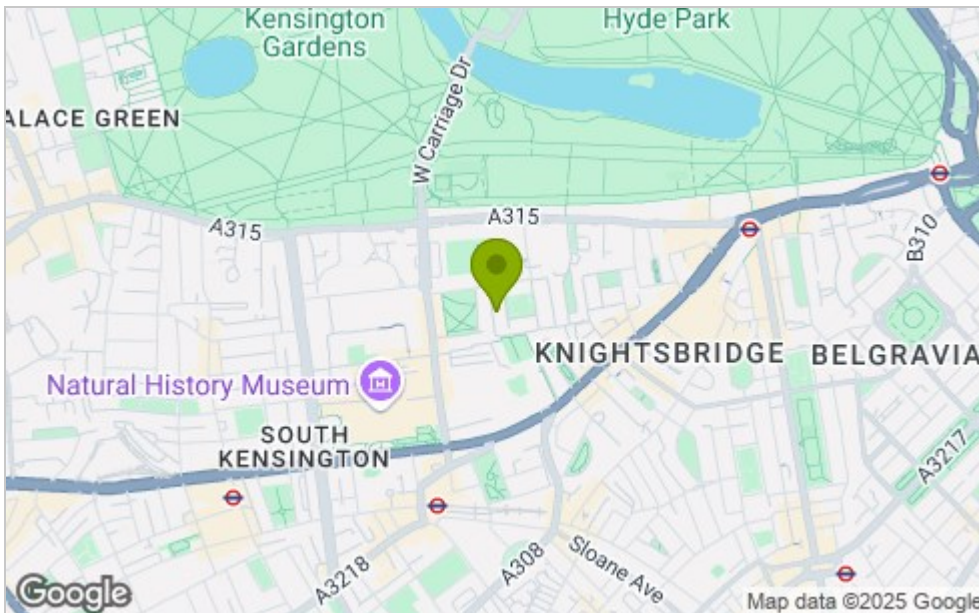 Kensington
Gardens
Hyde Park
ALACE GREEN
W Carriage Dr
A315
A315
B310
KNIGHTSBRIDGE
BELGRAVIA
Natural History Museum
SOUTH
KENSINGTON
A3217
A3218
A308
Sloane Ave
Google
Map data ©2025 Google